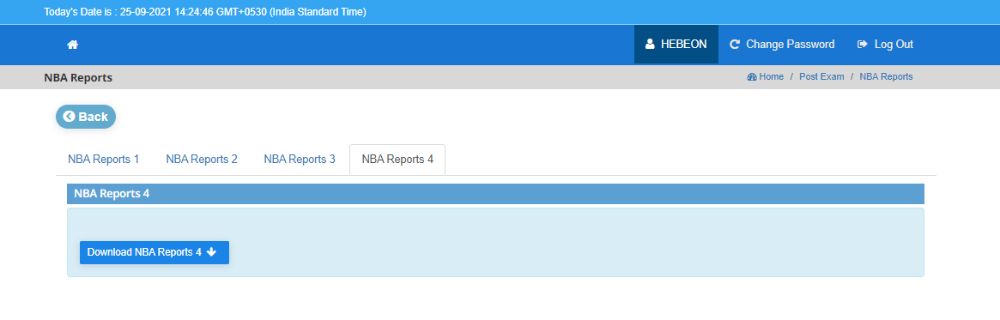 Today's Date is : 25-09-2021 14:24:46 GMT+0530 (India Standard Time)
HEBEON Change Password Log Out
NBA Reports Home / Post Exam / NBA Reports
Back
NBA Reports 1 NBA Reports 2 NBA Reports 3 NBA Reports 4
NBA Reports 4
Download NBA Reports 4